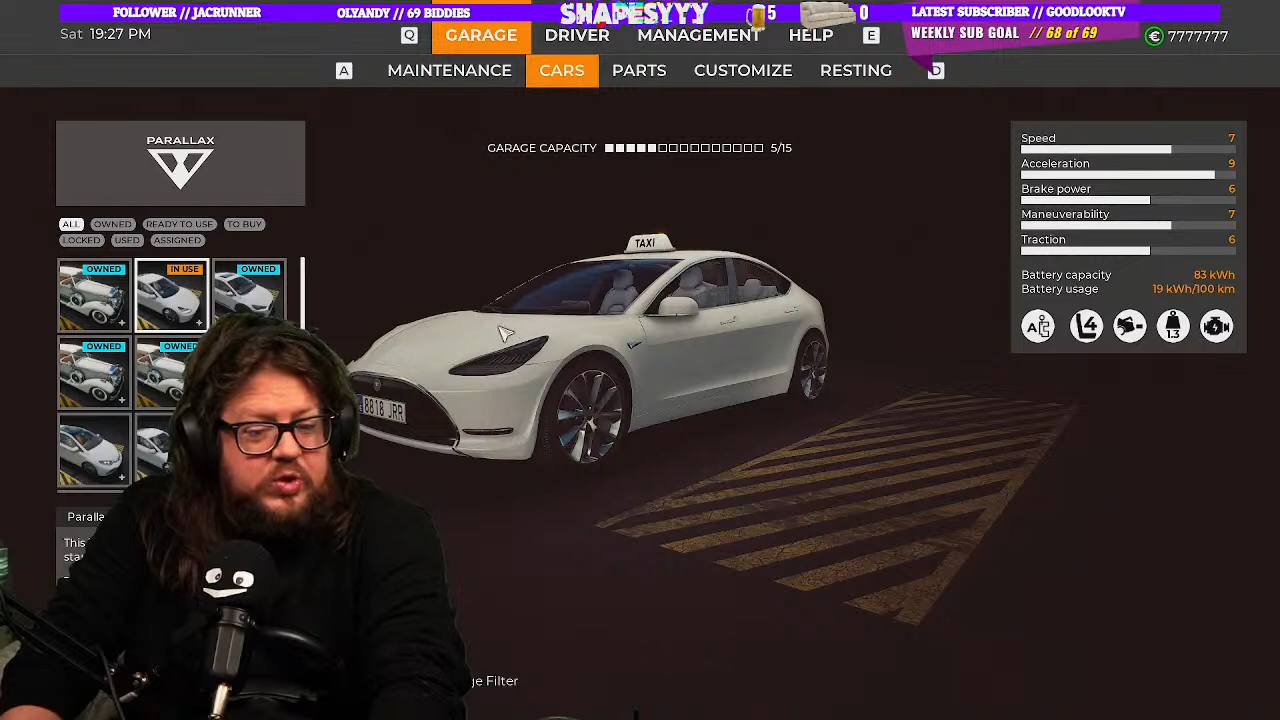 FOLLOWER // JACRUNNER
OLYANDY // 69 BIDDIES
SHAPESYYY
5
0
LATEST SUBSCRIBER // GOODLOOKTV
WEEKLY SUB GOAL // 68 of 69
Sat 19:27 PM
Q
GARAGE
DRIVER
MANAGEMENT
HELP
E
7777777
A
MAINTENANCE
CARS
PARTS
CUSTOMIZE
RESTING
D
PARALLAX
GARAGE CAPACITY
5/15
ALL
OWNED
READY TO USE
TO BUY
LOCKED
USED
ASSIGNED
OWNED
IN USE
OWNED
OWNED
OWNED
TAXI
8818 JRR
Speed 7
Acceleration 9
Brake power 6
Maneuverability 7
Traction 6
Battery capacity 83 kWh
Battery usage 19 kWh/100 km
A
L4
1.3
This
Filter